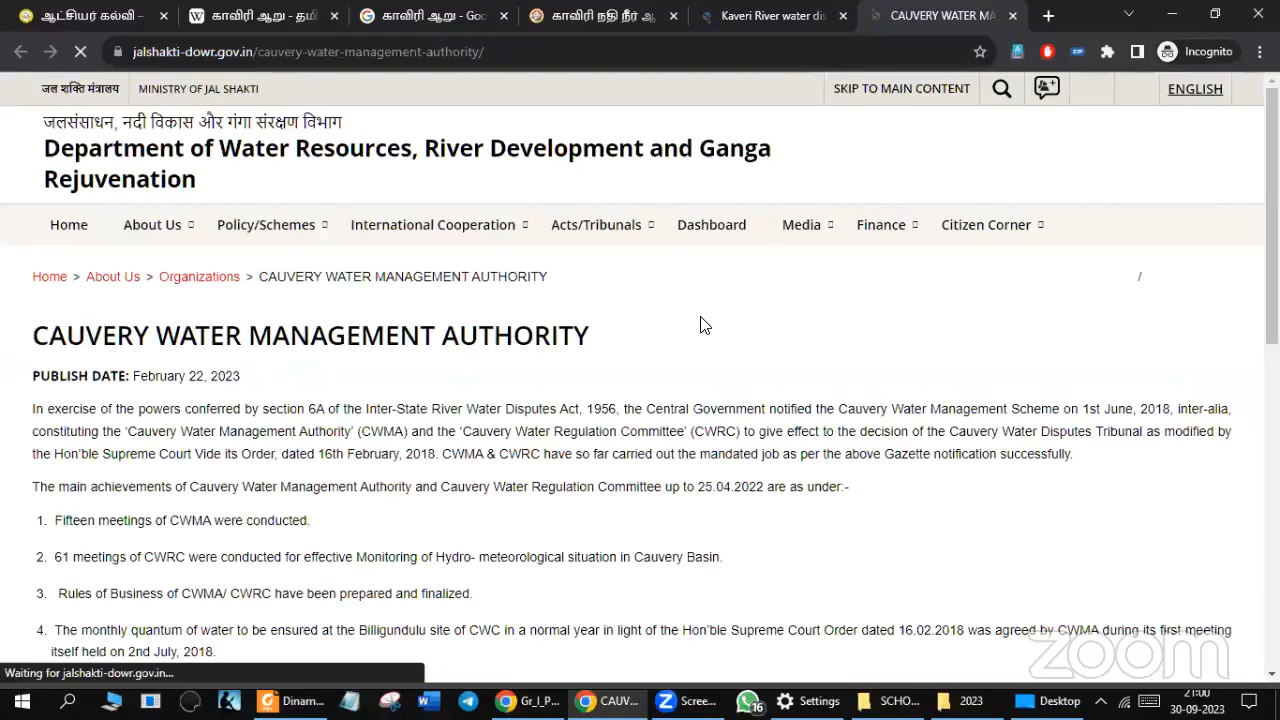 ஆட்சியர் கல்வி –
காவிரி ஆறு - தமி
காவிரி ஆறு - Goo
காவிரி நதி நீர் ஆ
Kaveri River water dis
CAUVERY WATER MA
jalshakti-dowr.gov.in/cauvery-water-management-authority/
Incognito
जल शक्ति मंत्रालय
MINISTRY OF JAL SHAKTI
SKIP TO MAIN CONTENT
ENGLISH
जलसंसाधन, नदी विकास और गंगा संरक्षण विभाग
Department of Water Resources, River Development and Ganga
Rejuvenation
Home About Us Policy/Schemes International Cooperation Acts/Tribunals Dashboard Media Finance Citizen Corner
Home > About Us > Organizations > CAUVERY WATER MANAGEMENT AUTHORITY /
CAUVERY WATER MANAGEMENT AUTHORITY
PUBLISH DATE: February 22, 2023
In exercise of the powers conferred by section 6A of the Inter-State River Water Disputes Act, 1956, the Central Government notified the Cauvery Water Management Scheme on 1st June, 2018, inter-alia,
constituting the ‘Cauvery Water Management Authority’ (CWMA) and the ‘Cauvery Water Regulation Committee’ (CWRC) to give effect to the decision of the Cauvery Water Disputes Tribunal as modified by
the Hon’ble Supreme Court Vide its Order, dated 16th February, 2018. CWMA & CWRC have so far carried out the mandated job as per the above Gazette notification successfully.
The main achievements of Cauvery Water Management Authority and Cauvery Water Regulation Committee up to 25.04.2022 are as under:-
1. Fifteen meetings of CWMA were conducted.
2. 61 meetings of CWRC were conducted for effective Monitoring of Hydro- meteorological situation in Cauvery Basin.
3. Rules of Business of CWMA/ CWRC have been prepared and finalized.
4. The monthly quantum of water to be ensured at the Billigundulu site of CWC in a normal year in light of the Hon’ble Supreme Court Order dated 16.02.2018 was agreed by CWMA during its first meeting
itself held on 2nd July, 2018.
zoom
Waiting for jalshakti-dowr.gov.in...
Dinam... Gr_I_P... CAUV... Scree... 16 Settings SCHO... 2023 Desktop
21:00
30-09-2023